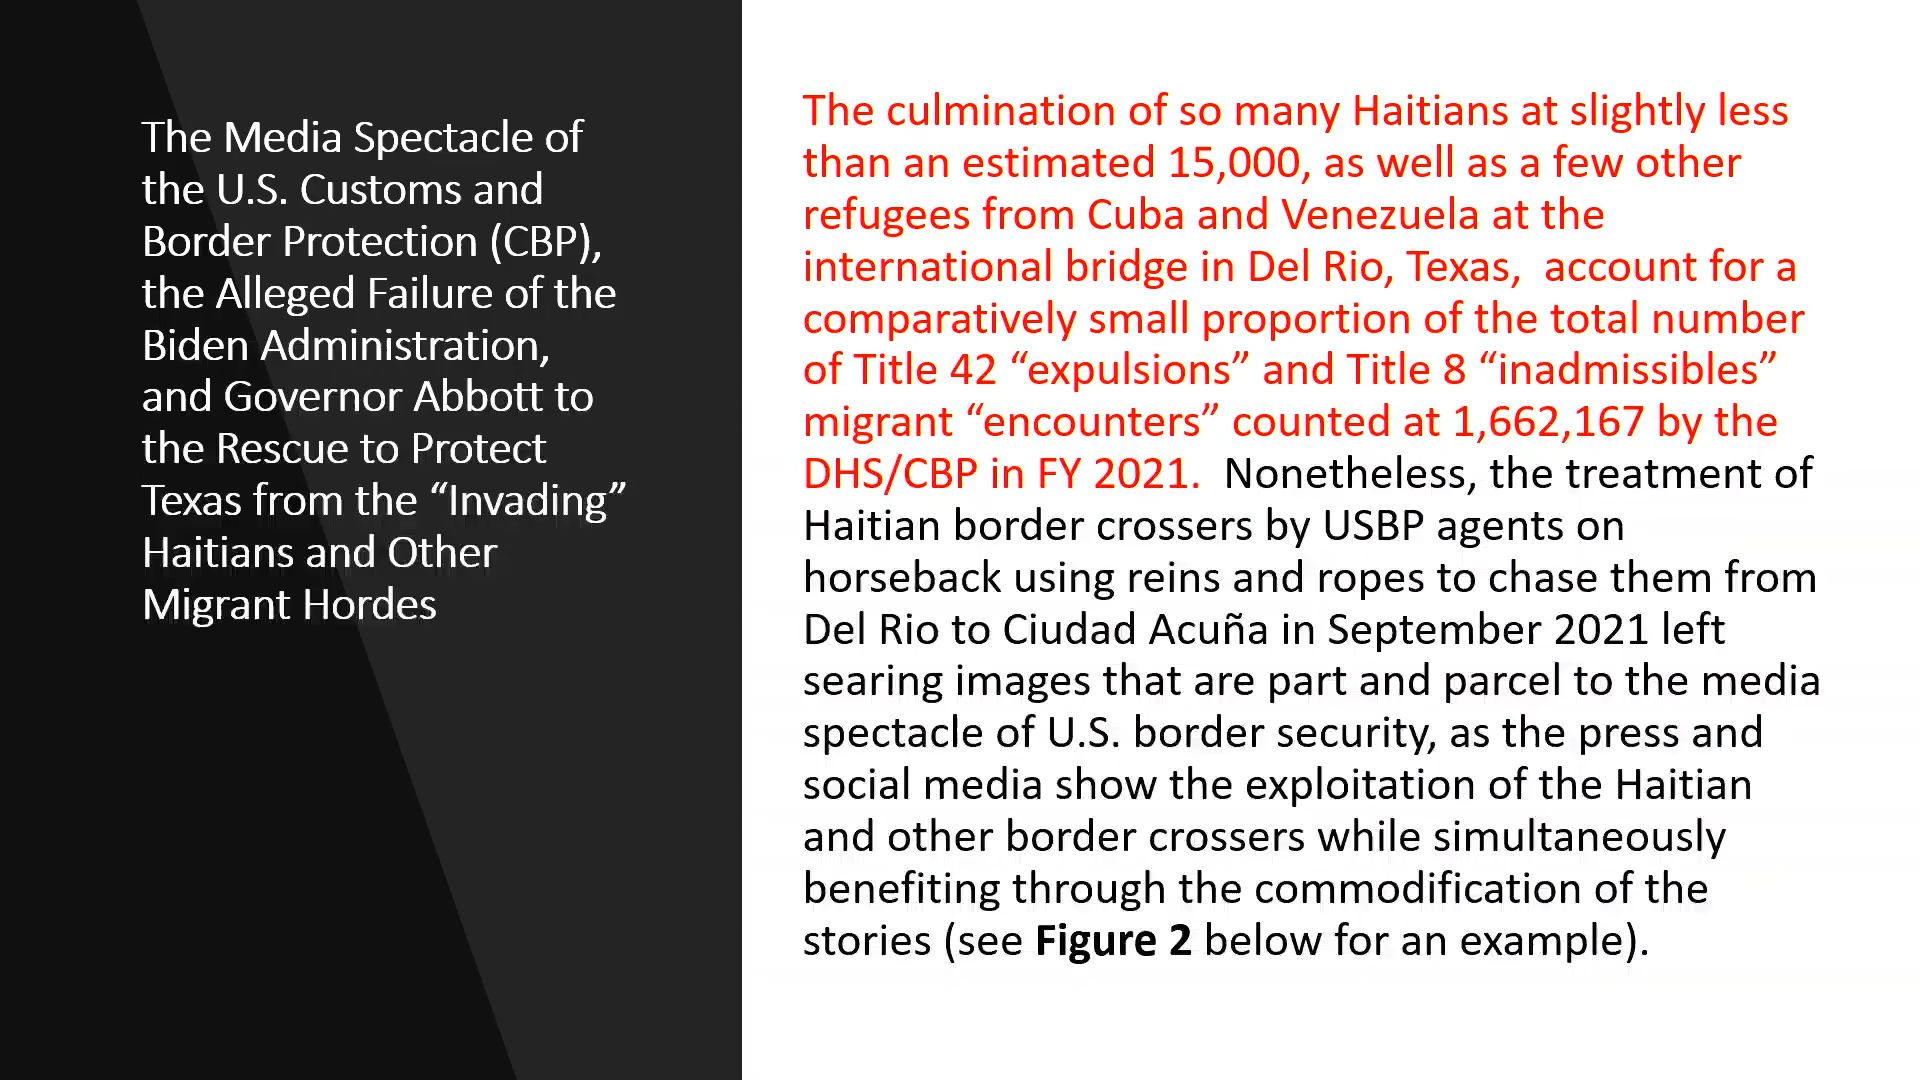 The Media Spectacle of
the U.S. Customs and
Border Protection (CBP),
the Alleged Failure of the
Biden Administration,
and Governor Abbott to
the Rescue to Protect
Texas from the “Invading”
Haitians and Other
Migrant Hordes
The culmination of so many Haitians at slightly less
than an estimated 15,000, as well as a few other
refugees from Cuba and Venezuela at the
international bridge in Del Rio, Texas,  account for a
comparatively small proportion of the total number
of Title 42 “expulsions” and Title 8 “inadmissibles”
migrant “encounters” counted at 1,662,167 by the
DHS/CBP in FY 2021.  Nonetheless, the treatment of
Haitian border crossers by USBP agents on
horseback using reins and ropes to chase them from
Del Rio to Ciudad Acuña in September 2021 left
searing images that are part and parcel to the media
spectacle of U.S. border security, as the press and
social media show the exploitation of the Haitian
and other border crossers while simultaneously
benefiting through the commodification of the
stories (see Figure 2 below for an example).